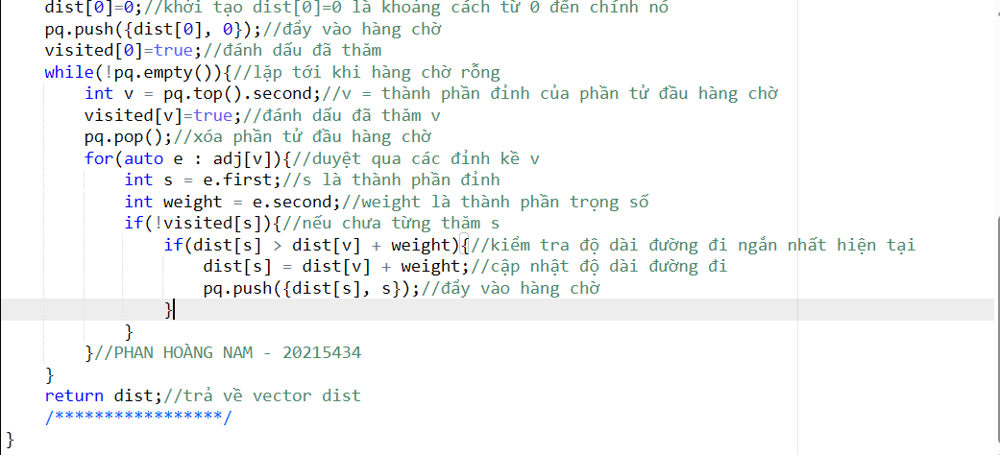 dist[0]=0;//khởi tạo dist[0]=0 là khoảng cách từ 0 đến chính nó
pq.push({dist[0], 0});//đẩy vào hàng chờ
visited[0]=true;//đánh dấu đã thăm
while(!pq.empty()){//lặp tới khi hàng chờ rỗng
int v = pq.top().second;//v = thành phần đỉnh của phần tử đầu hàng chờ
visited[v]=true;//đánh dấu đã thăm v
pq.pop();//xóa phần tử đầu hàng chờ
for(auto e : adj[v]){//duyệt qua các đỉnh kề v
int s = e.first;//s là thành phần đỉnh
int weight = e.second;//weight là thành phần trọng số
if(!visited[s]){//nếu chưa từng thăm s
if(dist[s] > dist[v] + weight){//kiểm tra độ dài đường đi ngắn nhất hiện tại
dist[s] = dist[v] + weight;//cập nhật độ dài đường đi
pq.push({dist[s], s});//đẩy vào hàng chờ
}
}
}//PHAN HOÀNG NAM - 20215434
}
return dist;//trả về vector dist
/*****************/
}